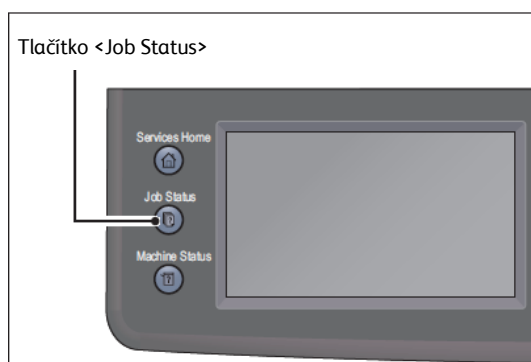 Tlačítko <Job Status>
Services Home
Job Status
Machine Status